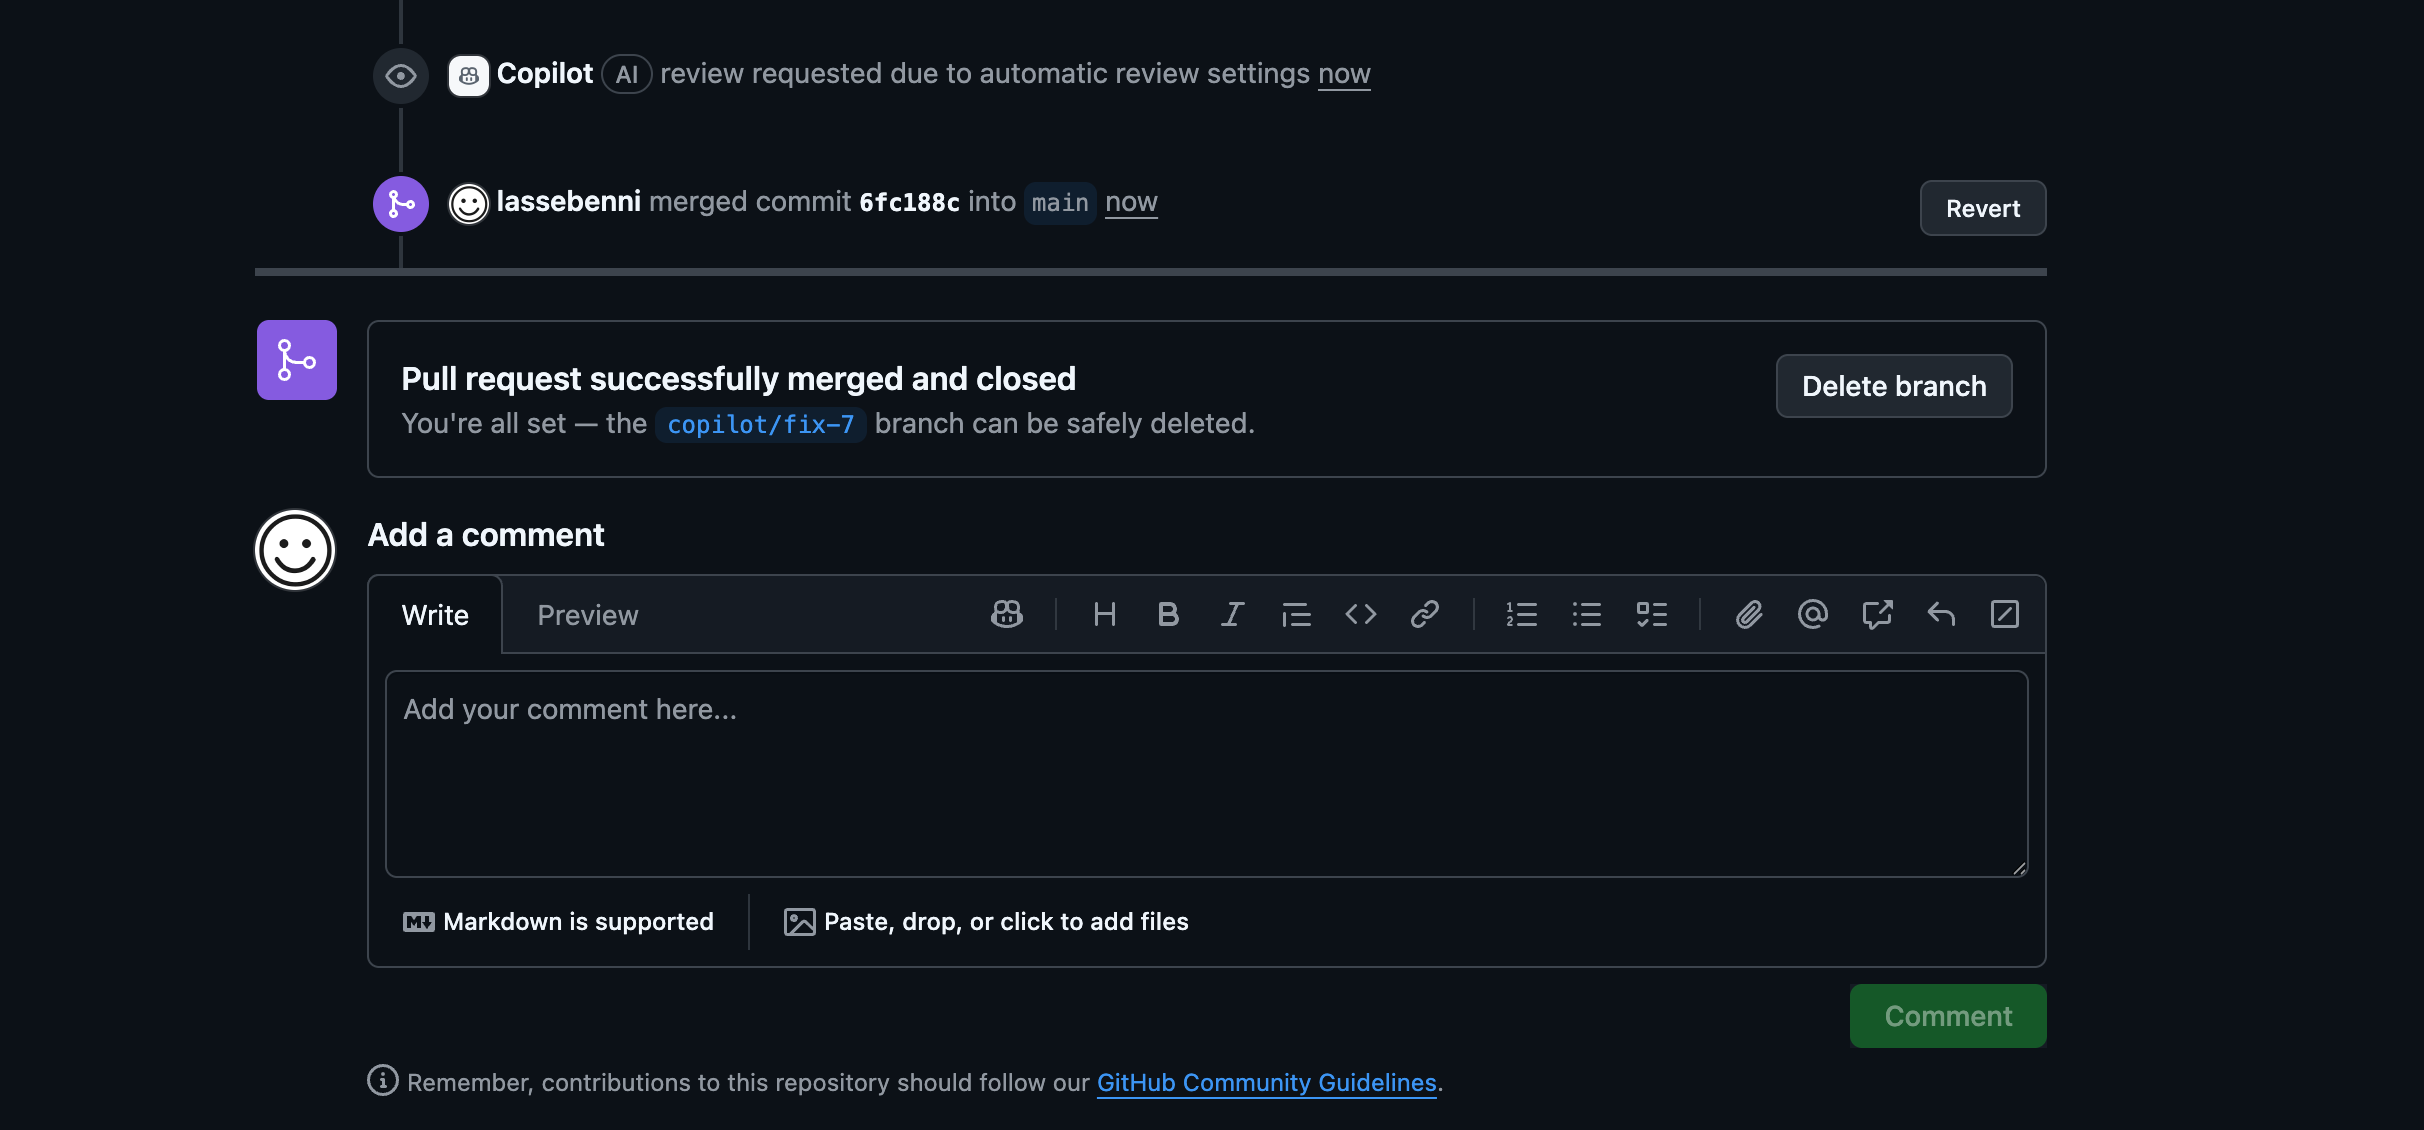 Copilot AI review requested due to automatic review settings now
lassebenni merged commit 6fc188c into main now
Revert
Pull request successfully merged and closed
You're all set — the copilot/fix-7 branch can be safely deleted.
Delete branch
Add a comment
Write Preview
Add your comment here...
Markdown is supported
Paste, drop, or click to add files
Comment
Remember, contributions to this repository should follow our GitHub Community Guidelines.